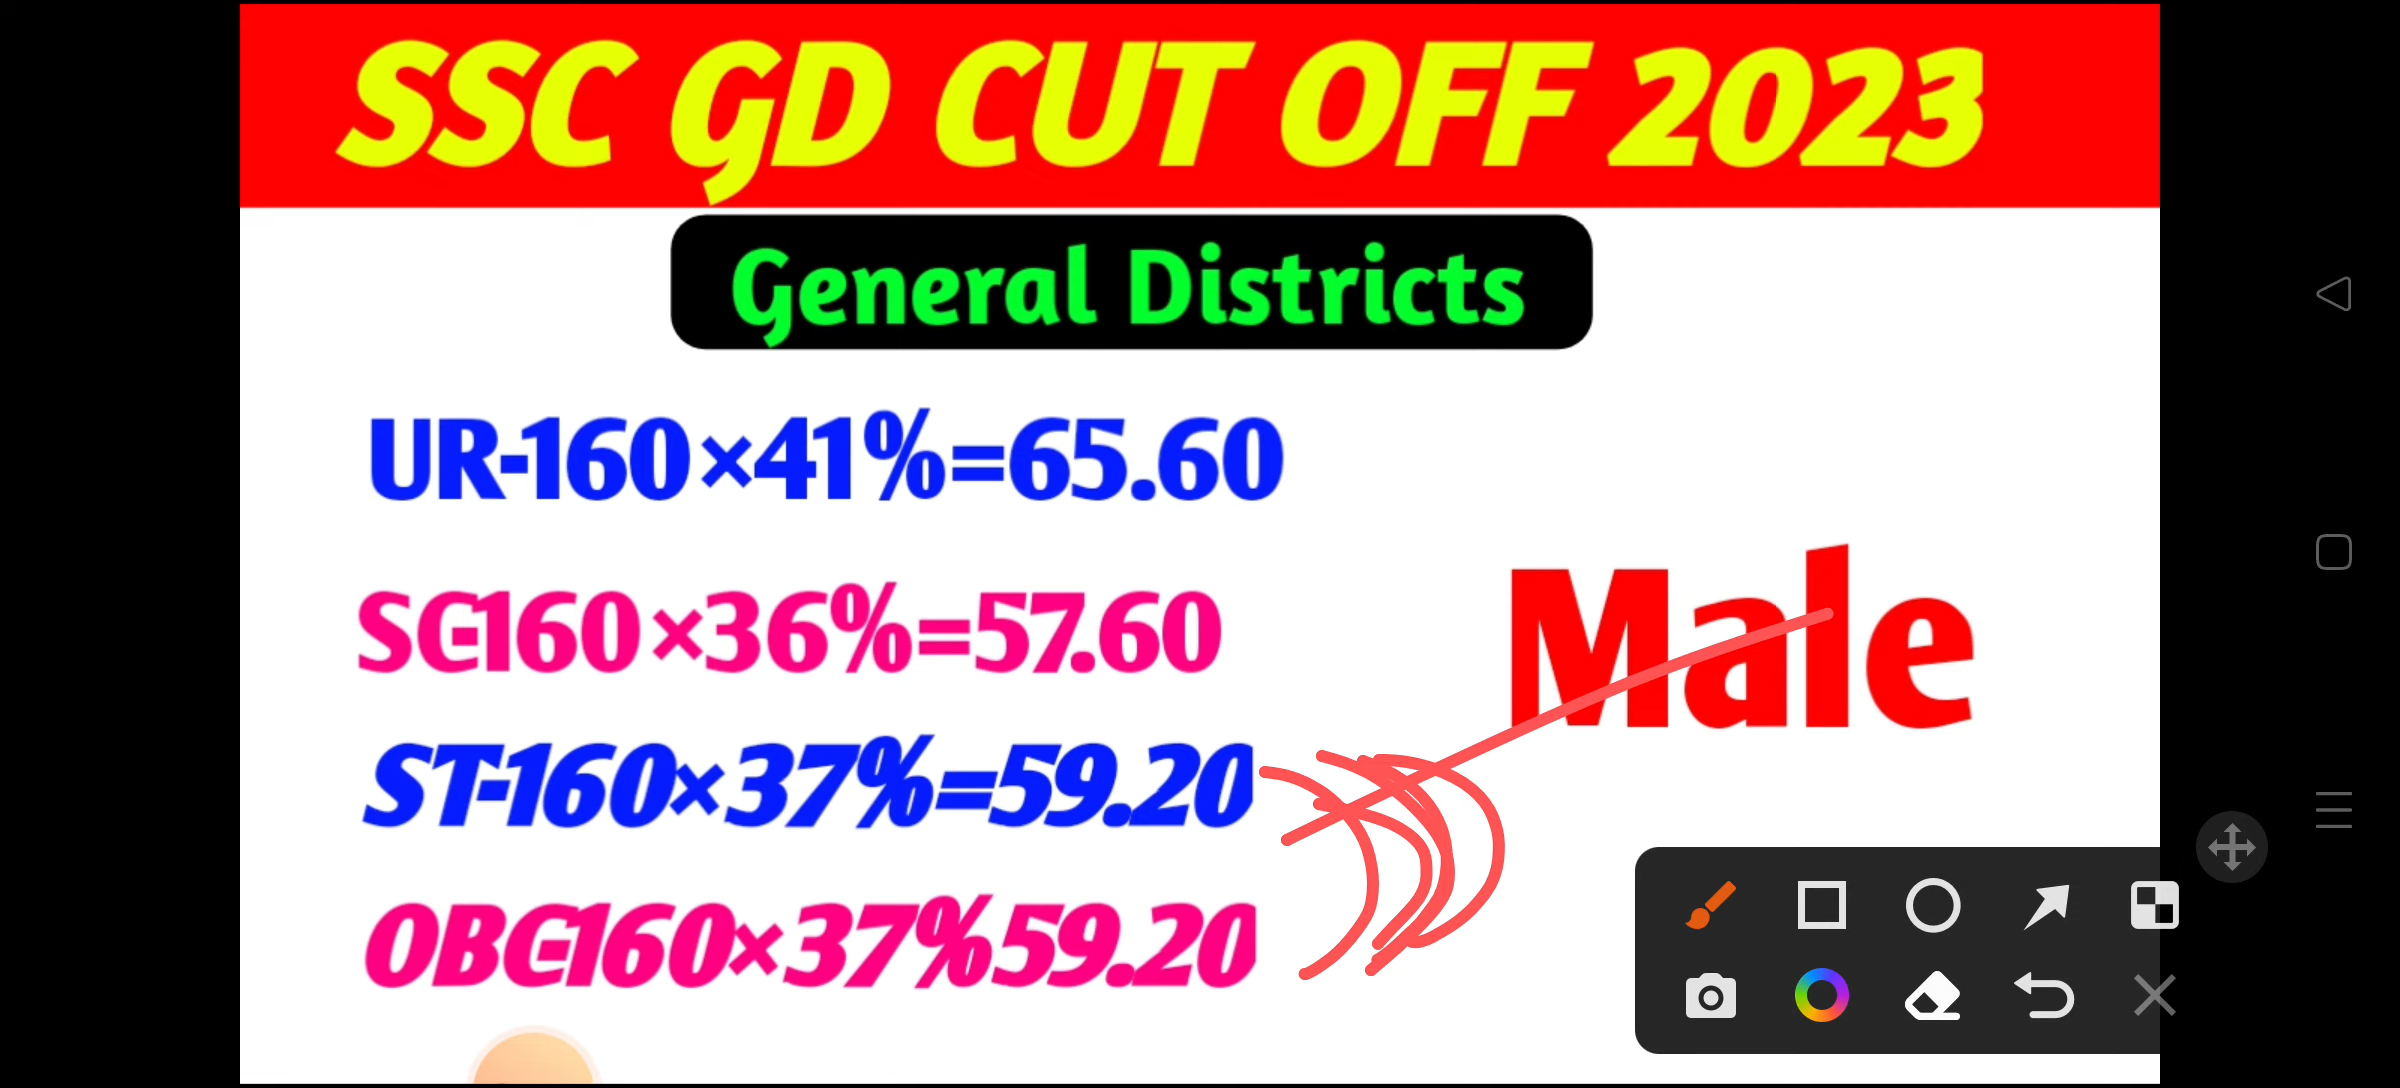 SSC GD CUT OFF 2023
General Districts
UR-160×41%=65.60
SC-160×36%=57.60
Male
ST-160×37%=59.20
OBC-160×37%59.20